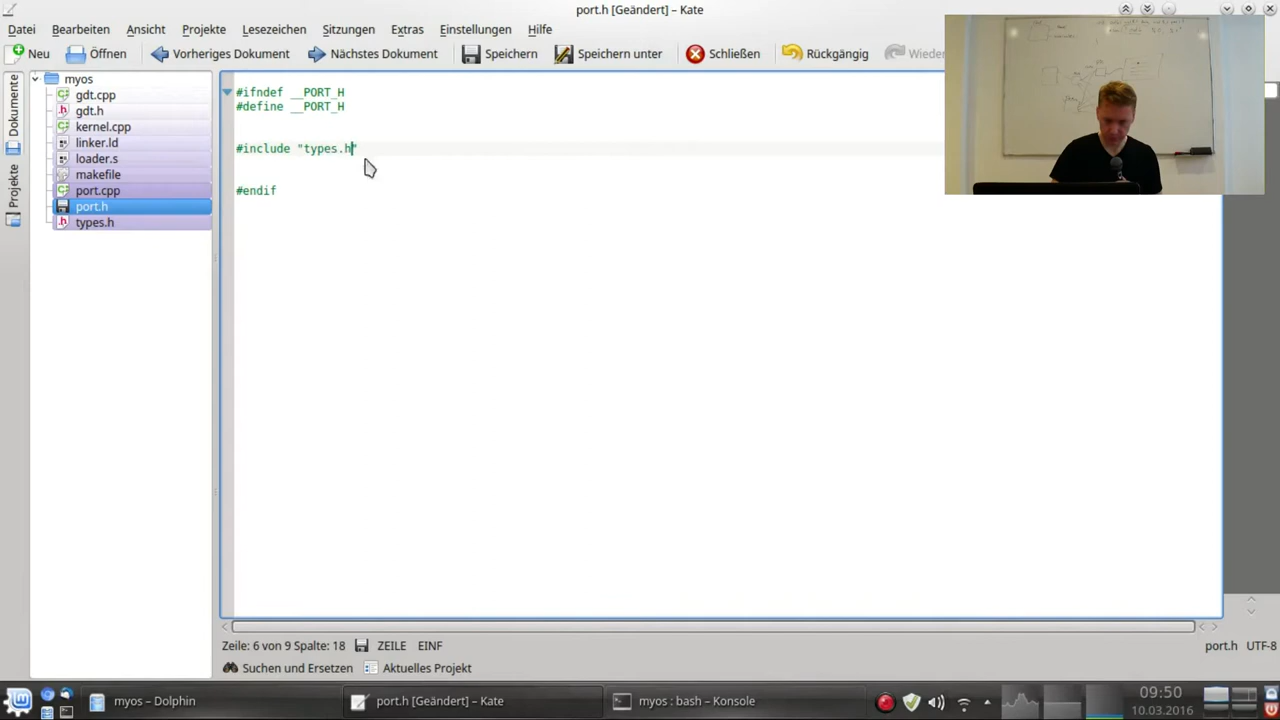 port.h [Geändert] – Kate
Datei Bearbeiten Ansicht Projekte Lesezeichen Sitzungen Extras Einstellungen Hilfe
Neu Öffnen Vorheriges Dokument Nächstes Dokument Speichern Speichern unter Schließen Rückgängig Wieder
Dokumente
Projekte
myos
gdt.cpp
gdt.h
kernel.cpp
linker.ld
loader.s
makefile
port.cpp
port.h
types.h
#ifndef __PORT_H
#define __PORT_H
#include "types.h"
#endif
Zeile: 6 von 9 Spalte: 18 ZEILE EINF port.h UTF-8
Suchen und Ersetzen Aktuelles Projekt
myos – Dolphin port.h [Geändert] – Kate myos : bash – Konsole 09:50
10.03.2016